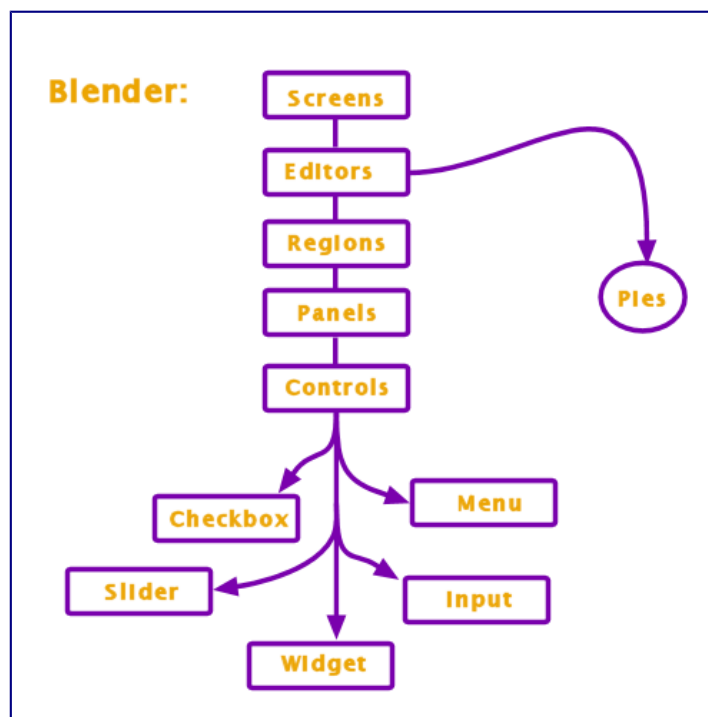 Blender:
Screens
Editors
Regions
Panels
Pies
Controls
Checkbox
Menu
Slider
Input
Widget